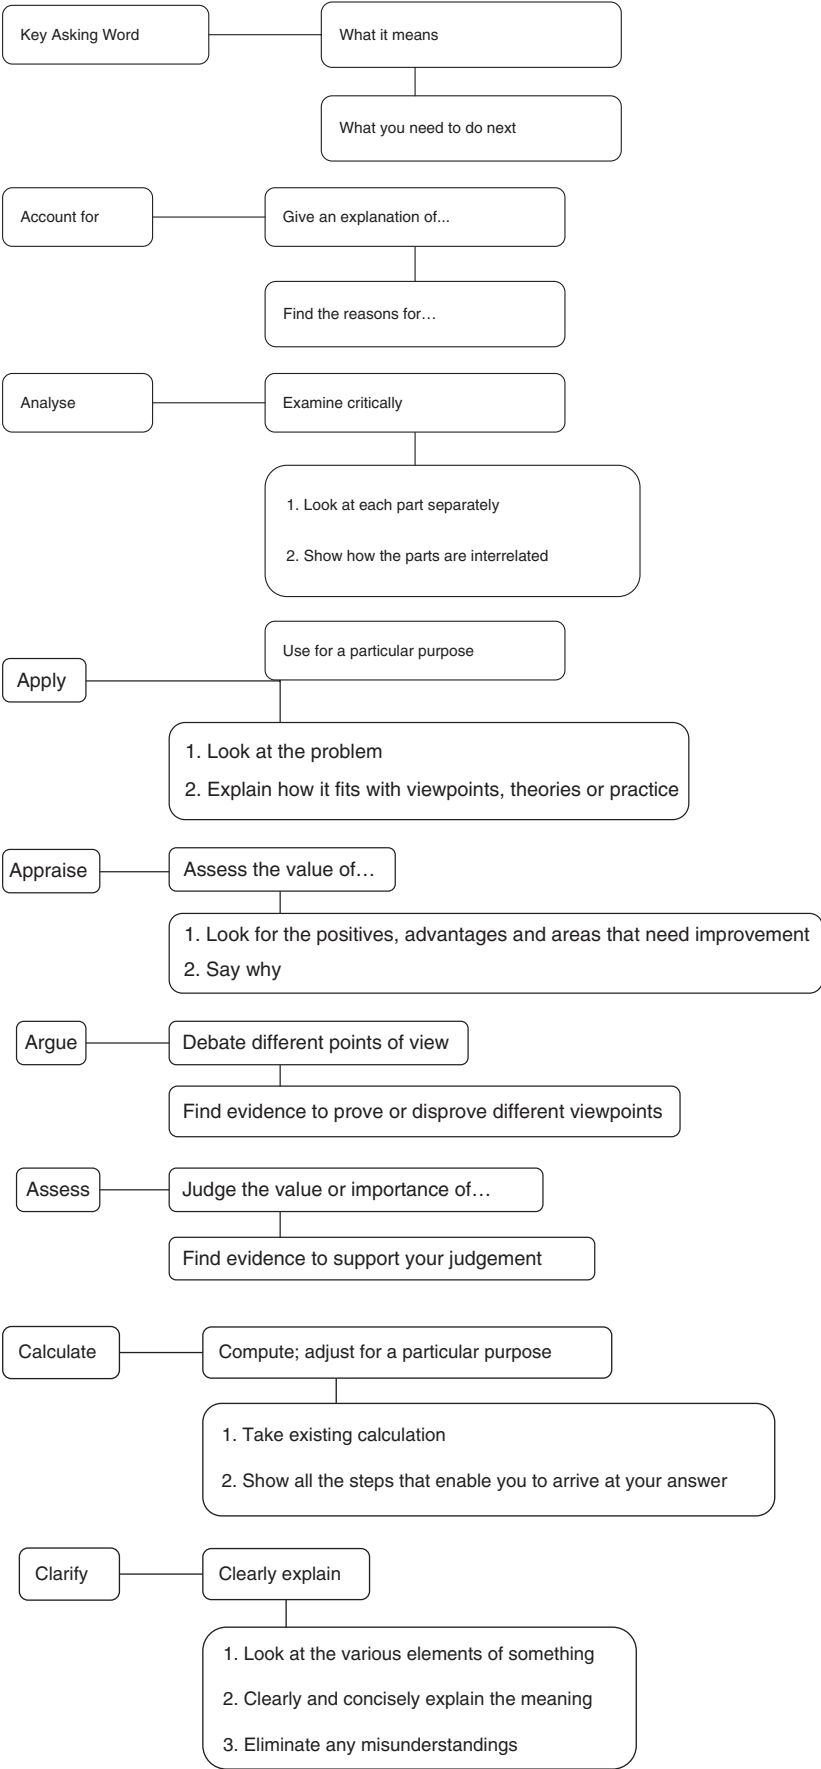 Key Asking Word
What it means
What you need to do next
Account for
Give an explanation of...
Find the reasons for…
Analyse
Examine critically
1. Look at each part separately
2. Show how the parts are interrelated
Use for a particular purpose
Apply
1. Look at the problem
2. Explain how it fits with viewpoints, theories or practice
Appraise
Assess the value of…
1. Look for the positives, advantages and areas that need improvement
2. Say why
Argue
Debate different points of view
Find evidence to prove or disprove different viewpoints
Assess
Judge the value or importance of…
Find evidence to support your judgement
Calculate
Compute; adjust for a particular purpose
1. Take existing calculation
2. Show all the steps that enable you to arrive at your answer
Clarify
Clearly explain
1. Look at the various elements of something
2. Clearly and concisely explain the meaning
3. Eliminate any misunderstandings